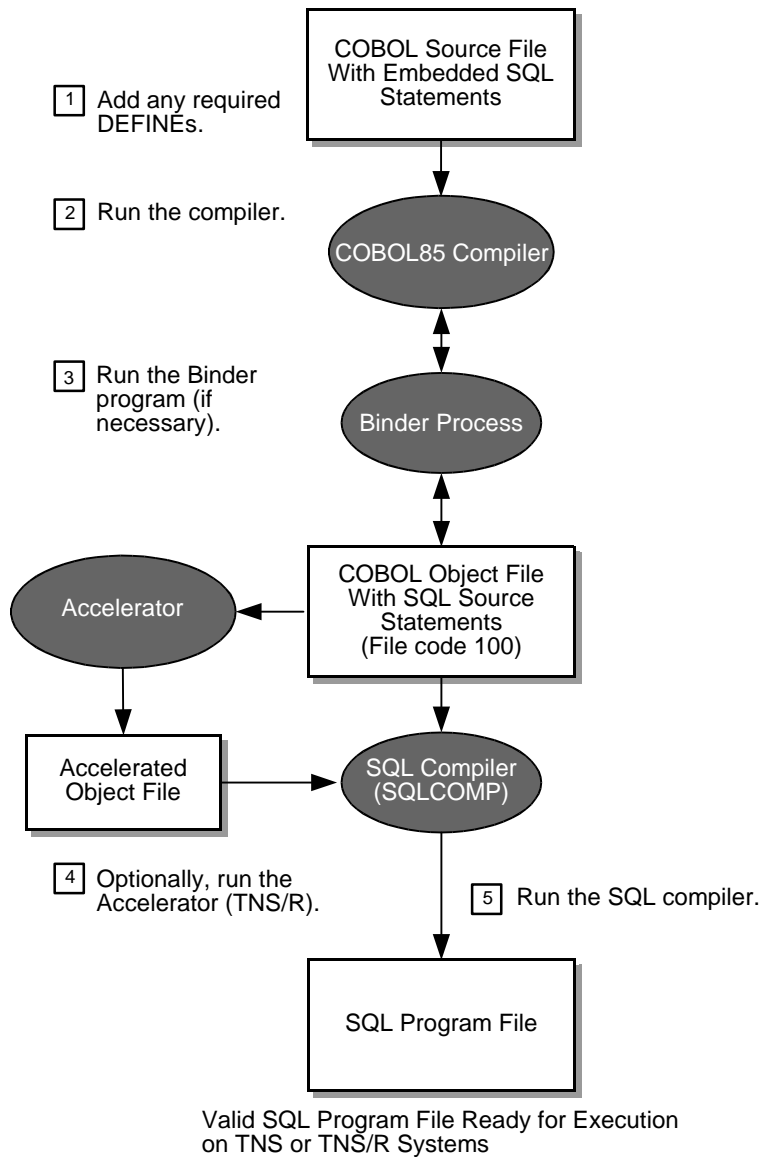 COBOL Source File
With Embedded SQL
Statements
1 Add any required
DEFINEs.
2 Run the compiler.
COBOL85 Compiler
3 Run the Binder
program (if
necessary).
Binder Process
COBOL Object File
With SQL Source
Statements
(File code 100)
Accelerator
Accelerated
Object File
SQL Compiler
(SQLCOMP)
4 Optionally, run the
Accelerator (TNS/R).
5 Run the SQL compiler.
SQL Program File
Valid SQL Program File Ready for Execution
on TNS or TNS/R Systems